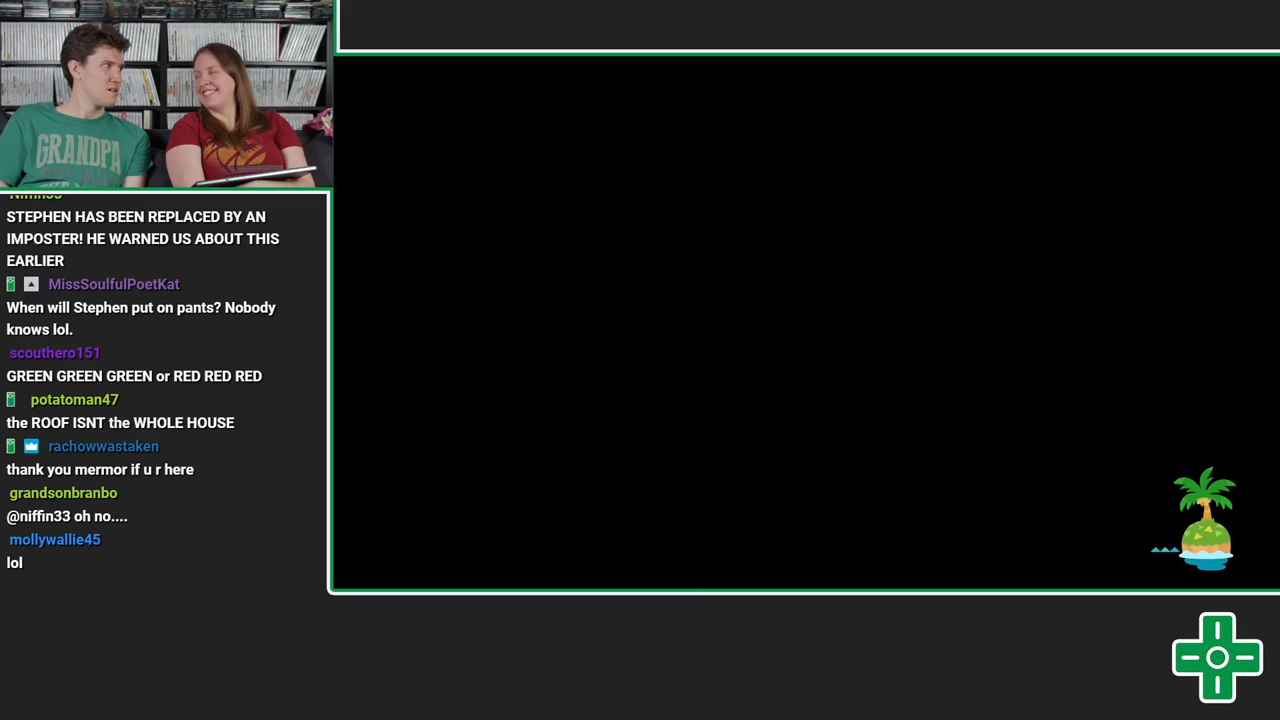 GRANDPA
Niffin33
STEPHEN HAS BEEN REPLACED BY AN
IMPOSTER! HE WARNED US ABOUT THIS
EARLIER
MissSoulfulPoetKat
When will Stephen put on pants? Nobody
knows lol.
scouthero151
GREEN GREEN GREEN or RED RED RED
potatoman47
the ROOF ISNT the WHOLE HOUSE
rachowwastaken
thank you mermor if u r here
grandsonbranbo
@niffin33 oh no....
mollywallie45
lol